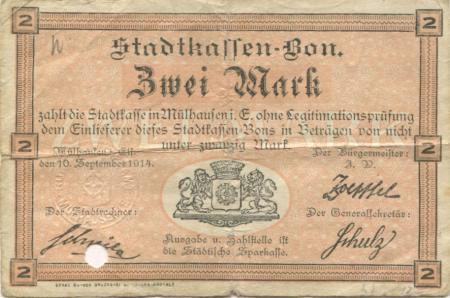 2 2
Stadtkassen-Bon.
Zwei Mark
zahlt die Stadtkasse in Mülhausen i. E. ohne Legitimationsprüfung
dem Einlieferer dieses Stadtkassen-Bons in Beträgen von nicht
unter zwanzig Mark.
Mülhausen i. Els.
den 10. September 1914.
Der Bürgermeister:
2 2
Der Stadtrechner:
Der Generalsekretär:
Schulz
Ausgabe u. Zahlstelle ist
die Städtische Sparkasse.
2 2